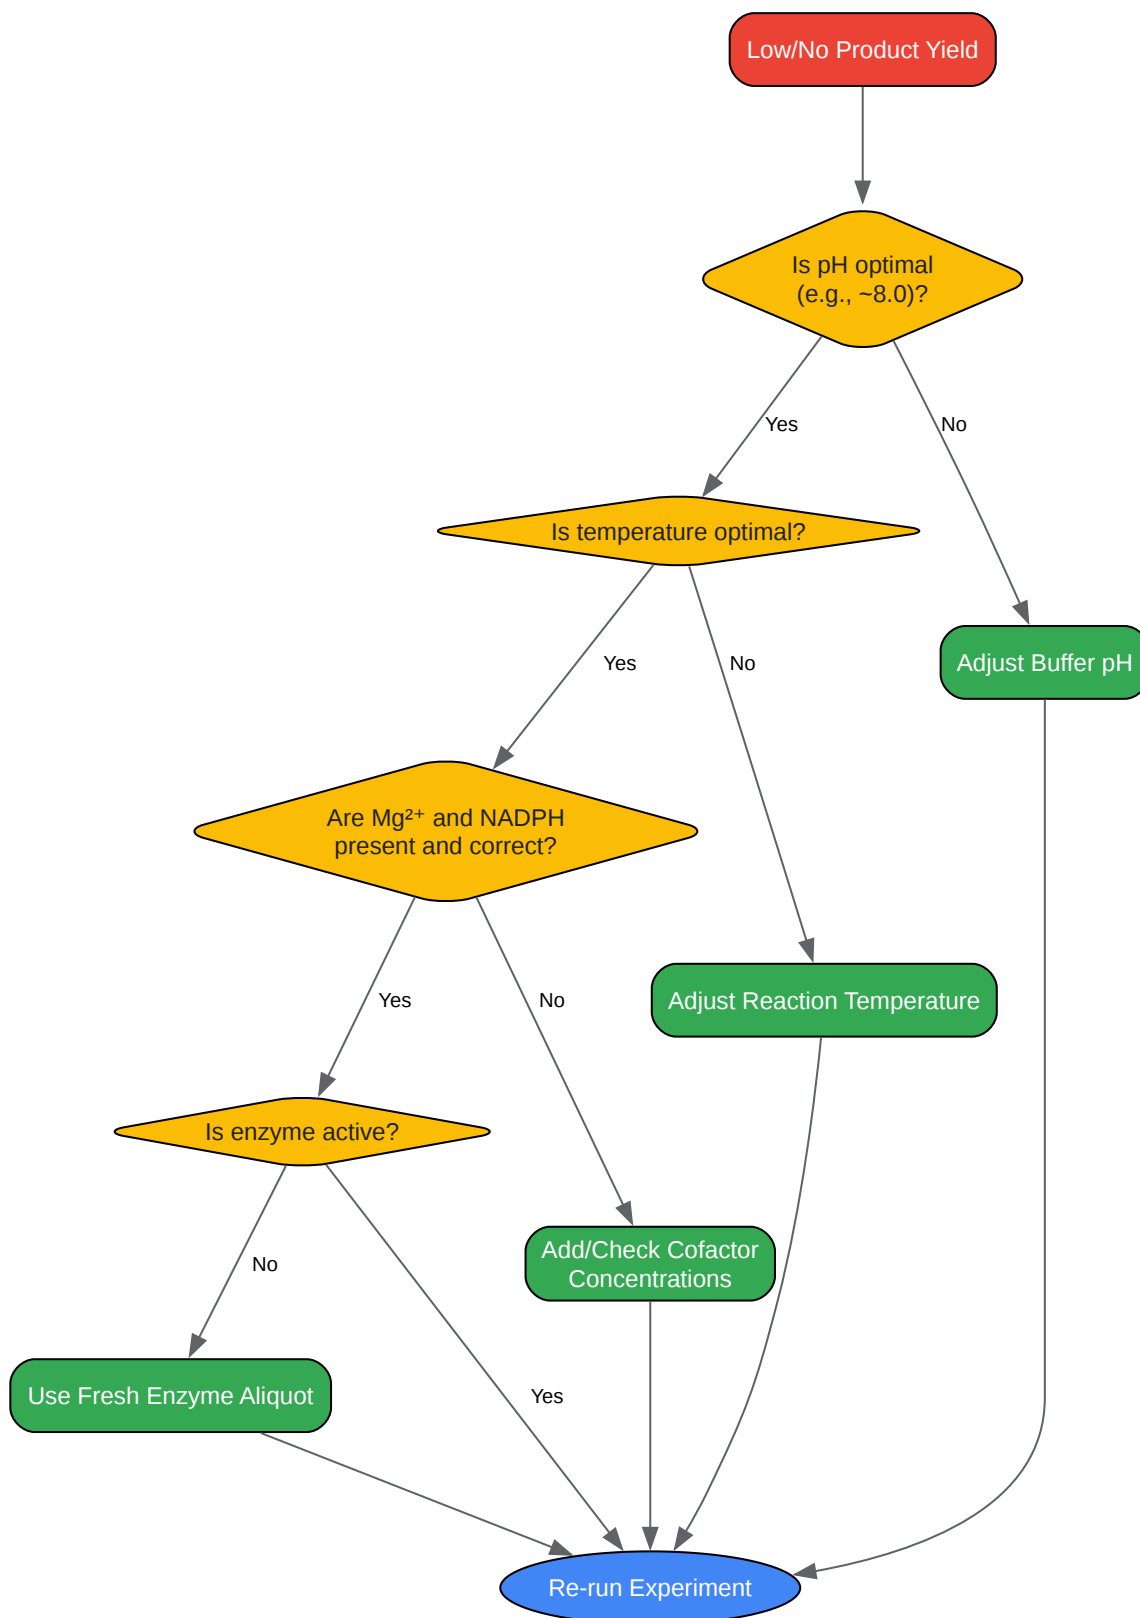 Low/No Product Yield
Is pH optimal
(e.g., ~8.0)?
Yes
No
Is temperature optimal?
Yes
No
Adjust Buffer pH
Are Mg²⁺ and NADPH
present and correct?
Yes
No
Adjust Reaction Temperature
Is enzyme active?
No
Yes
Add/Check Cofactor
Concentrations
Use Fresh Enzyme Aliquot
Re-run Experiment